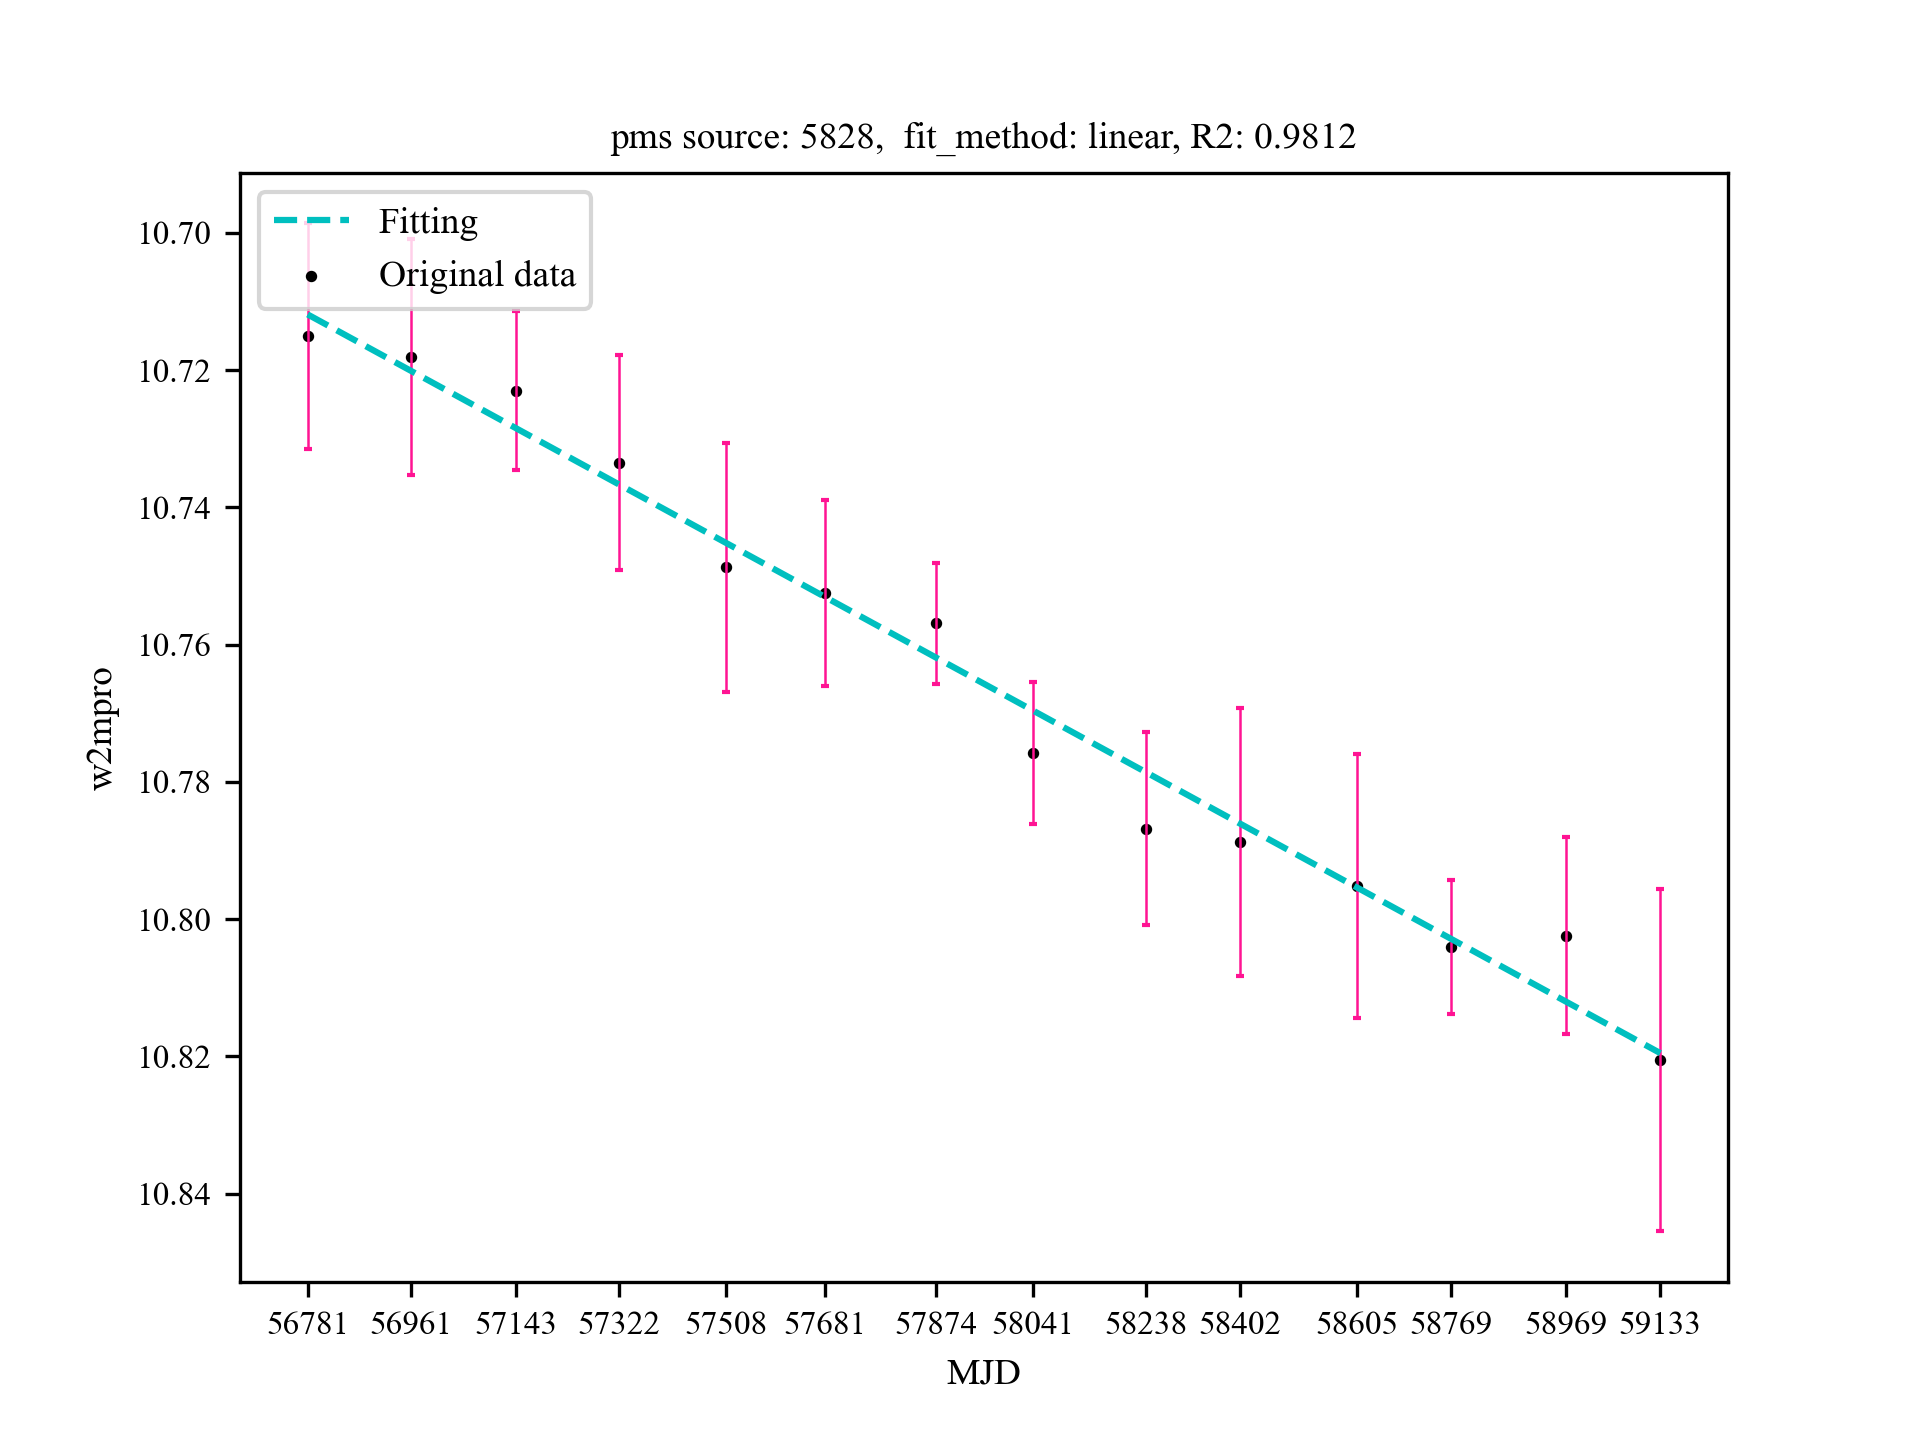 pms source: 5828,  fit_method: linear, R2: 0.9812
Fitting
Original data
10.70
10.72
10.74
10.76
10.78
10.80
10.82
10.84
w2mpro
56781 56961 57143 57322 57508 57681 57874 58041 58238 58402 58605 58769 58969 59133
MJD